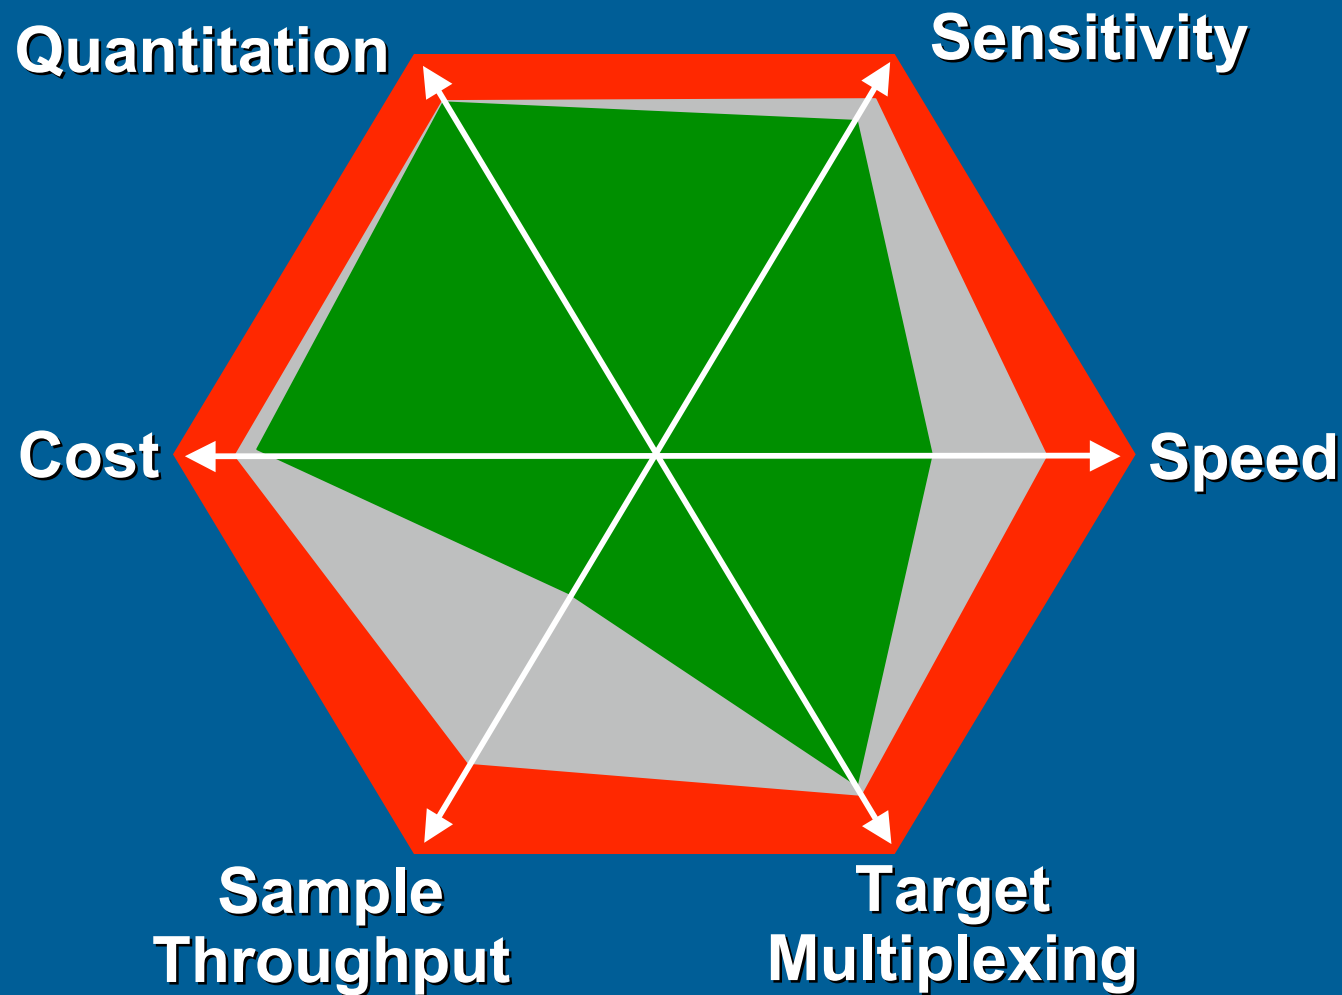 Quantitation
Sensitivity
Cost
Speed
Sample
Throughput
Target
Multiplexing